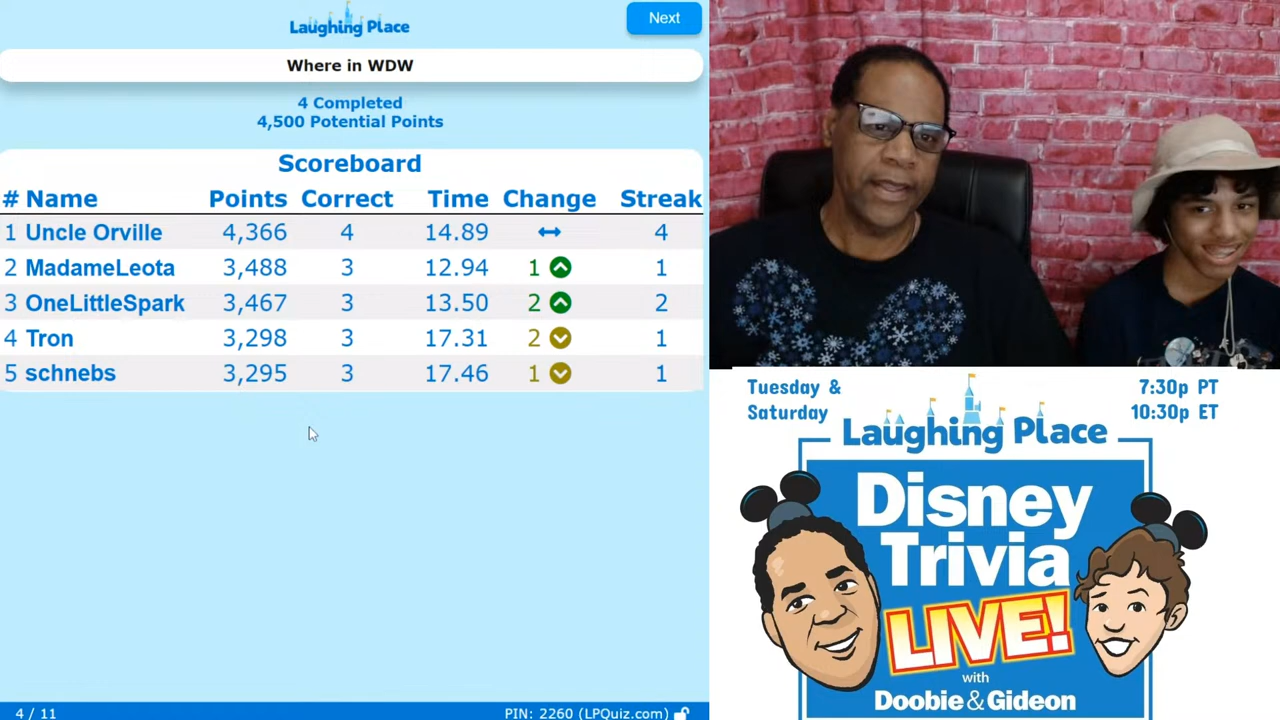 Laughing Place
Next
Where in WDW
4 Completed
4,500 Potential Points
Scoreboard
# Name Points Correct Time Change Streak
1 Uncle Orville 4,366 4 14.89 4
2 MadameLeota 3,488 3 12.94 1 1
3 OneLittleSpark 3,467 3 13.50 2 2
4 Tron 3,298 3 17.31 2 1
5 schnebs 3,295 3 17.46 1 1
4 / 11
PIN: 2260 (LPQuiz.com)
Tuesday & 7:30p PT
Saturday 10:30p ET
Laughing Place
Disney
Trivia
LIVE!
with
Doobie & Gideon